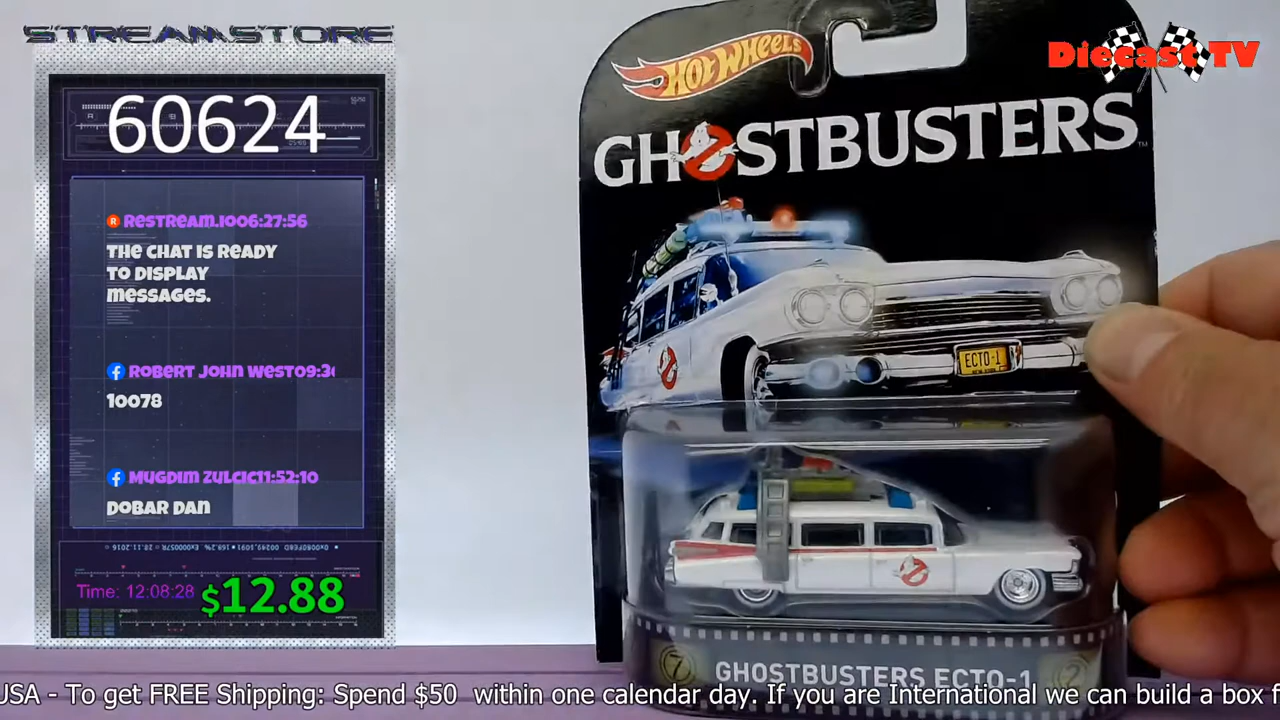 STREAMSTORE
60624
Restream.io06:27:56
The chat is ready
to display
messages.
Robert John West09:3
10078
Mugdim Zulcic11:52:10
Dobar dan
Time: 12:08:28
$12.88
Diecast TV
HOT WHEELS
GHOSTBUSTERS™
ECTO-1
GHOSTBUSTERS ECTO-1
USA - To get FREE Shipping: Spend $50 within one calendar day. If you are International we can build a box f